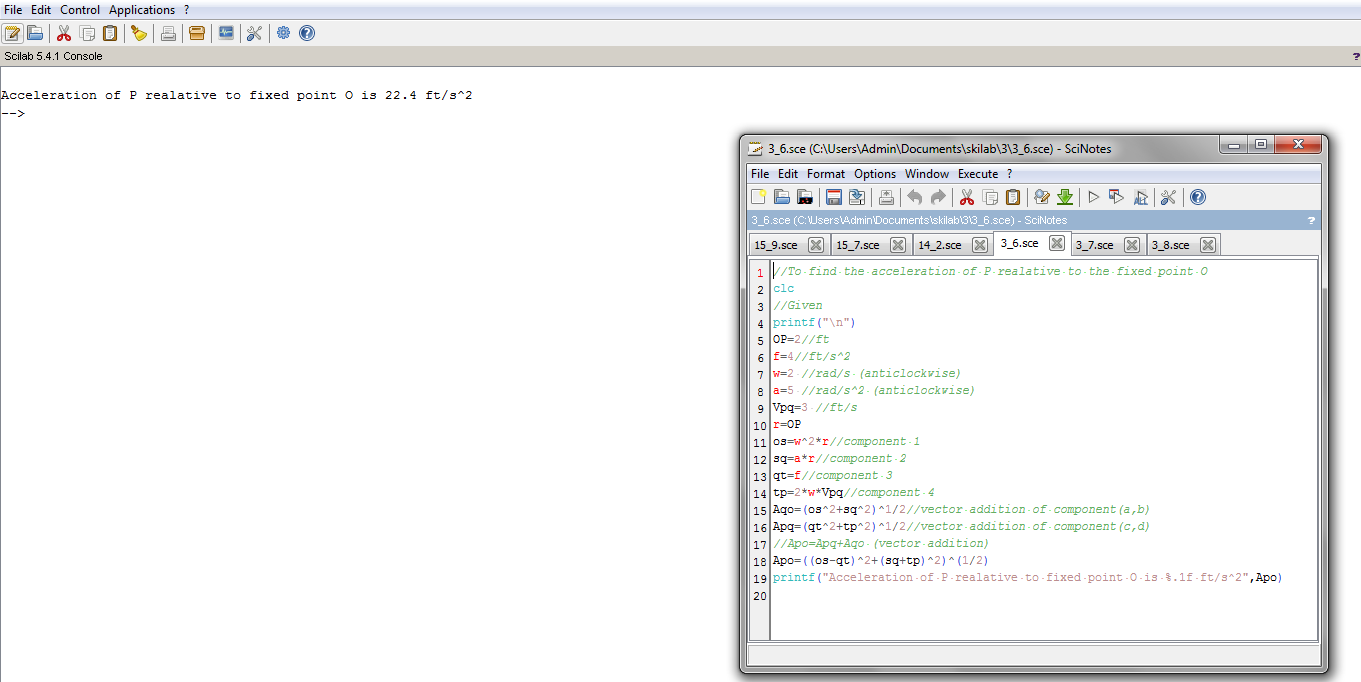 File Edit Control Applications ?
Scilab 5.4.1 Console
?
Acceleration of P realative to fixed point O is 22.4 ft/s^2
-->
3_6.sce (C:\Users\Admin\Documents\skilab\3\3_6.sce) - SciNotes
File Edit Format Options Window Execute ?
3_6.sce (C:\Users\Admin\Documents\skilab\3\3_6.sce) - SciNotes
?
15_9.sce 15_7.sce 14_2.sce 3_6.sce 3_7.sce 3_8.sce
1 //To find the acceleration of P realative to the fixed point O
2 clc
3 //Given
4 printf("\n")
5 OP=2//ft
6 f=4//ft/s^2
7 w=2 //rad/s (anticlockwise)
8 a=5 //rad/s^2 (anticlockwise)
9 Vpq=3 //ft/s
10 r=OP
11 os=w^2*r//component 1
12 sq=a*r//component 2
13 qt=f//component 3
14 tp=2*w*Vpq//component 4
15 Aqo=(os^2+sq^2)^1/2//vector addition of component(a,b)
16 Apq=(qt^2+tp^2)^1/2//vector addition of component(c,d)
17 //Apo=Apq+Aqo (vector addition)
18 Apo=((os-qt)^2+(sq+tp)^2)^(1/2)
19 printf("Acceleration of P realative to fixed point O is %.1f ft/s^2",Apo)
20